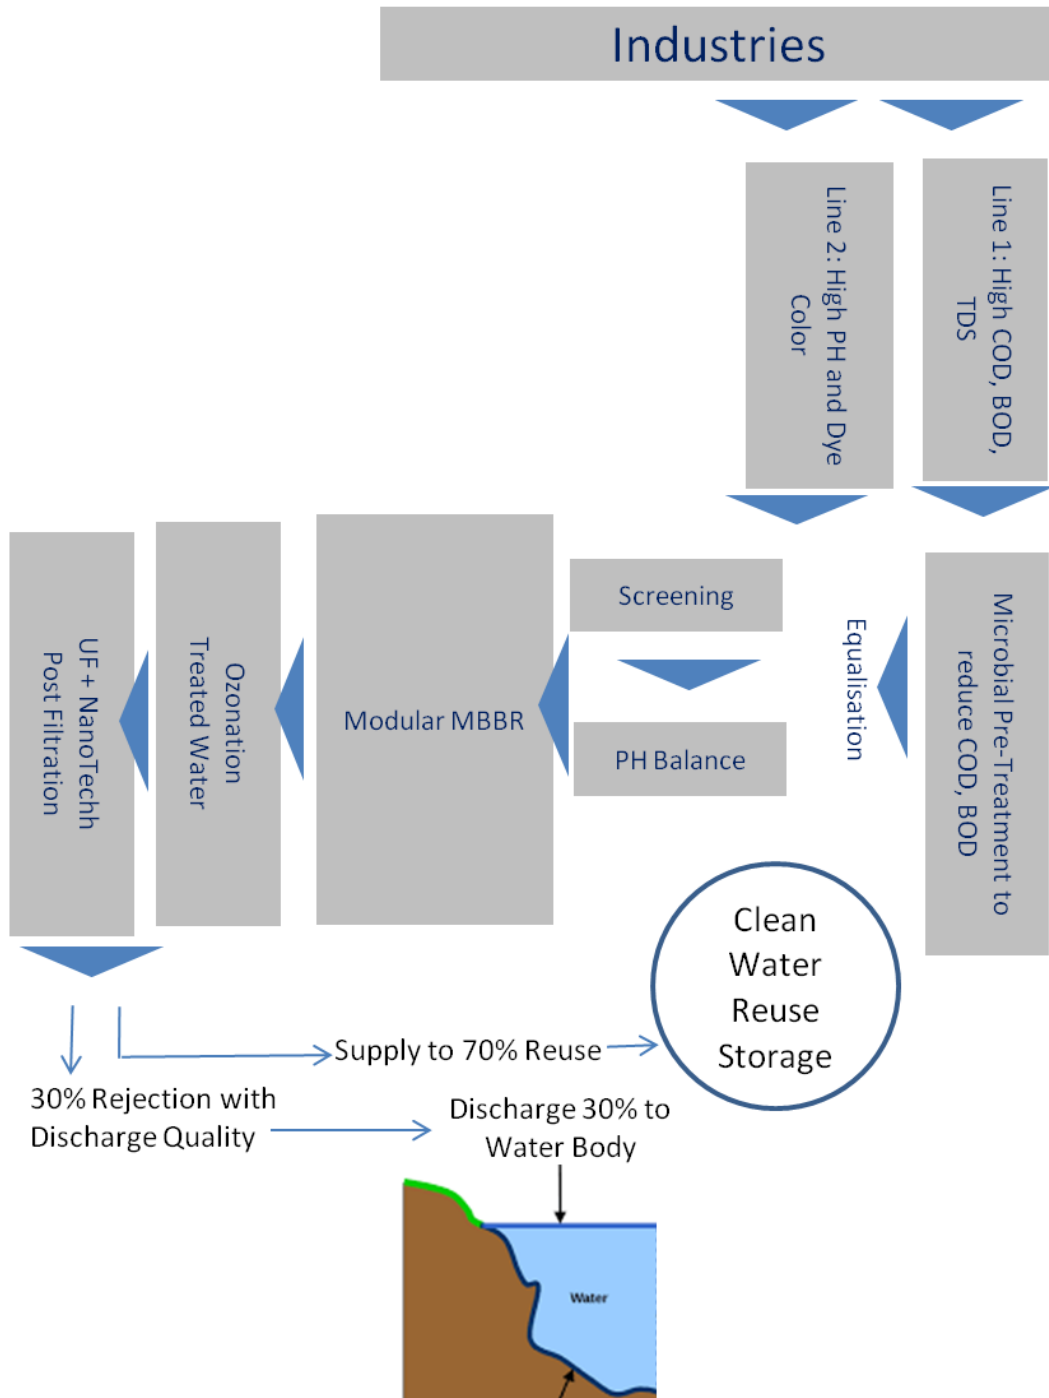 Industries
Line 2: High PH and Dye
Color
Line 1: High COD, BOD,
TDS
UF + NanoTechh
Post Filtration
Ozonation
Treated Water
Modular MBBR
Screening
PH Balance
Equalisation
Microbial Pre-Treatment to
reduce COD, BOD
Clean
Water
Reuse
Storage
Supply to 70% Reuse
30% Rejection with
Discharge Quality
Discharge 30% to
Water Body
Water